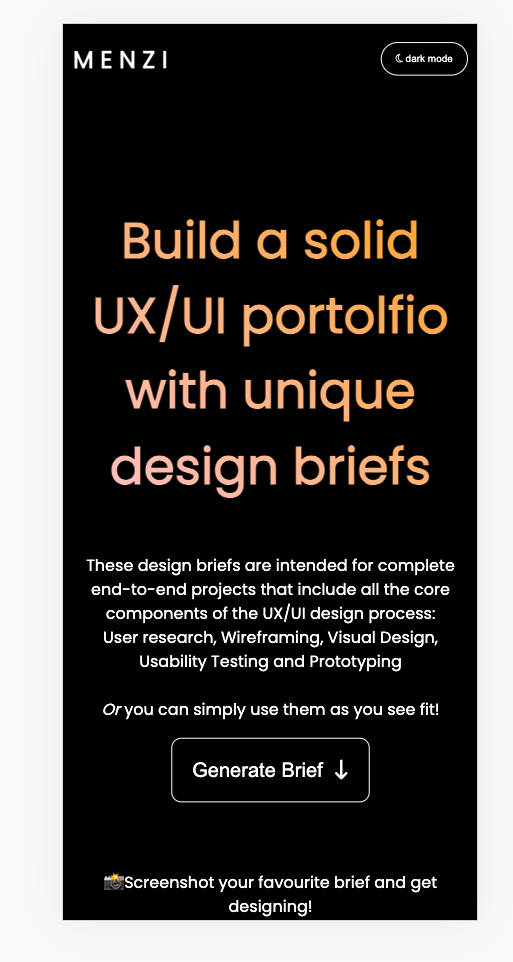 MENZI
dark mode
Build a solid
UX/UI portolfio
with unique
design briefs
These design briefs are intended for complete
end-to-end projects that include all the core
components of the UX/UI design process:
User research, Wireframing, Visual Design,
Usability Testing and Prototyping
Or you can simply use them as you see fit!
Generate Brief ↓
📸Screenshot your favourite brief and get
designing!